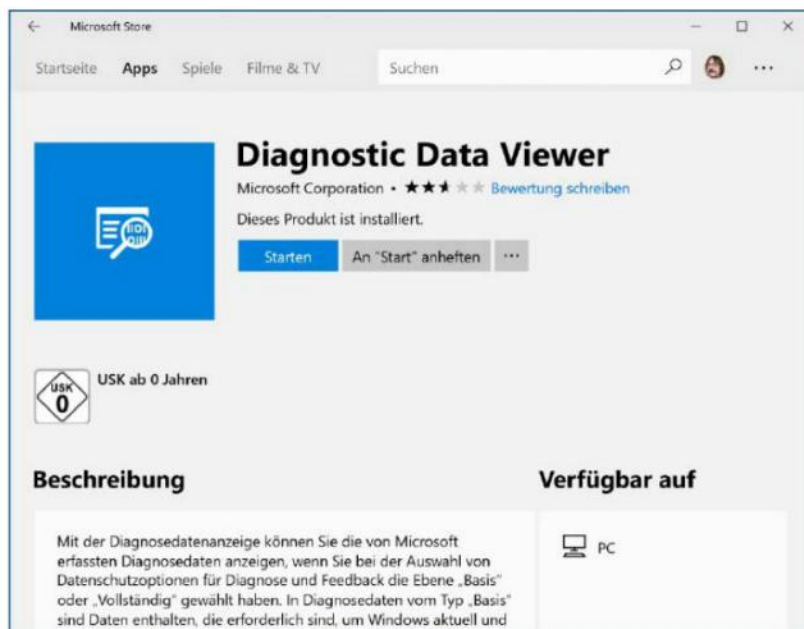 Microsoft Store
Startseite Apps Spiele Filme & TV Suchen
Diagnostic Data Viewer
Microsoft Corporation • Bewertung schreiben
Dieses Produkt ist installiert.
Starten An "Start" anheften ...
USK
0
USK ab 0 Jahren
Beschreibung
Mit der Diagnosedatenanzeige können Sie die von Microsoft
erfassten Diagnosedaten anzeigen, wenn Sie bei der Auswahl von
Datenschutzoptionen für Diagnose und Feedback die Ebene „Basis"
oder „Vollständig" gewählt haben. In Diagnosedaten vom Typ „Basis"
sind Daten enthalten, die erforderlich sind, um Windows aktuell und
Verfügbar auf
PC